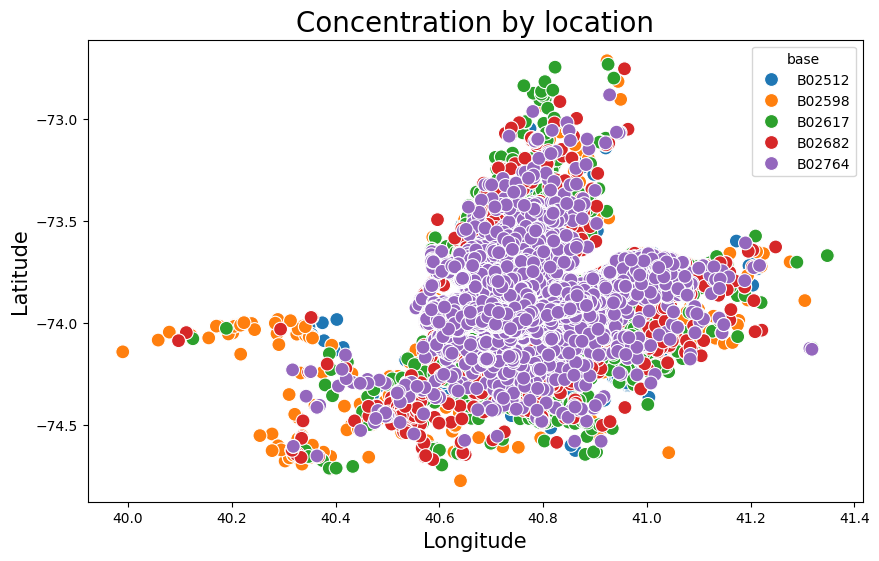 Concentration by location
base
B02512
B02598
B02617
B02682
B02764
Latitude
−73.0
−73.5
−74.0
−74.5
40.0 40.2 40.4 40.6 40.8 41.0 41.2 41.4
Longitude